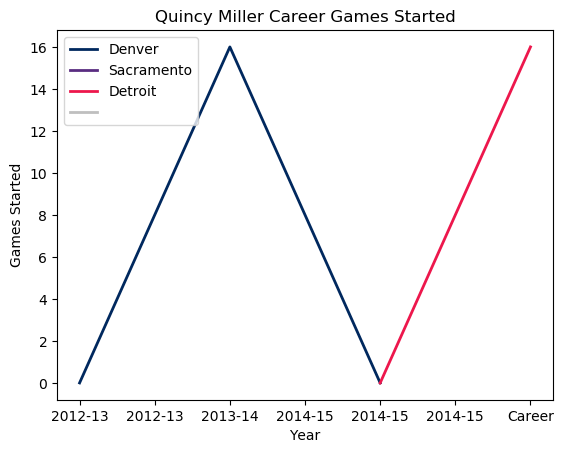 Quincy Miller Career Games Started
Denver
Sacramento
Detroit
16
14
12
10
8
6
4
2
0
Games Started
2012-13 2012-13 2013-14 2014-15 2014-15 2014-15 Career
Year